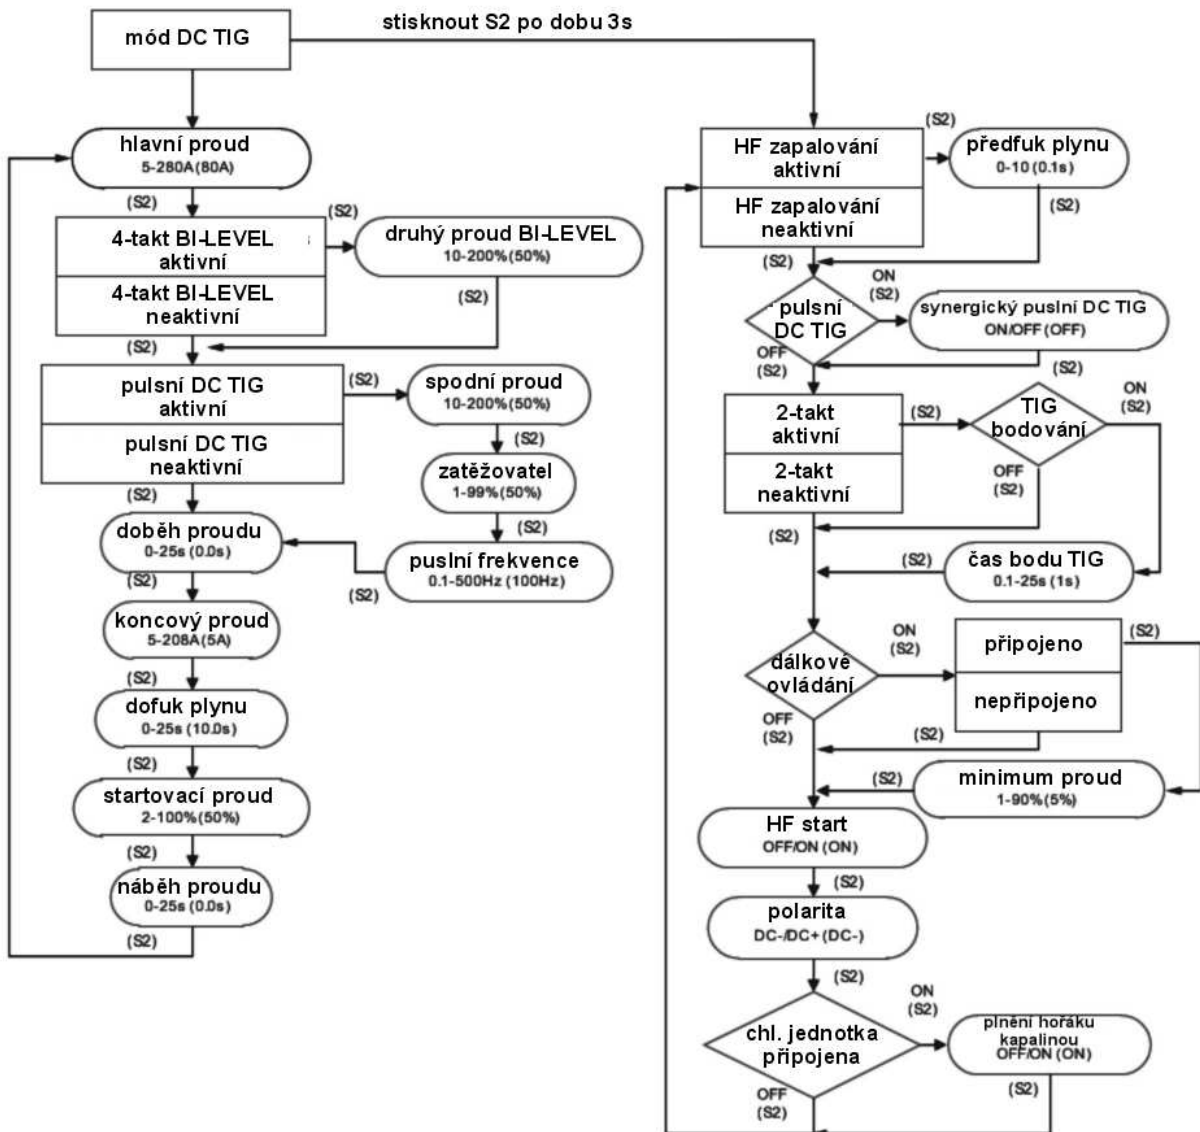 mód DC TIG
stisknout S2 po dobu 3s
hlavní proud
5-280A(80A)
(S2)
4-takt BI-LEVEL
aktivní
4-takt BI-LEVEL
neaktivní
(S2)
druhý proud BI-LEVEL
10-200%(50%)
(S2)
(S2)
pulsní DC TIG
aktivní
pulsní DC TIG
neaktivní
(S2)
spodní proud
10-200%(50%)
(S2)
zatěžovatel
1-99%(50%)
(S2)
puslní frekvence
0.1-500Hz (100Hz)
(S2)
(S2)
doběh proudu
0-25s (0.0s)
(S2)
koncový proud
5-208A(5A)
(S2)
dofuk plynu
0-25s (10.0s)
(S2)
startovací proud
2-100%(50%)
(S2)
náběh proudu
0-25s (0.0s)
(S2)
HF zapalování
aktivní
HF zapalování
neaktivní
(S2)
předfuk plynu
0-10 (0.1s)
(S2)
(S2)
pulsní
DC TIG
ON
(S2)
synergický puslní DC TIG
ON/OFF (OFF)
(S2)
OFF
(S2)
2-takt
aktivní
2-takt
neaktivní
(S2)
TIG
bodování
ON
(S2)
OFF
(S2)
(S2)
čas bodu TIG
0.1-25s (1s)
(S2)
dálkové
ovládání
ON
(S2)
připojeno
nepřipojeno
(S2)
(S2)
OFF
(S2)
minimum proud
1-90%(5%)
(S2)
HF start
OFF/ON (ON)
(S2)
polarita
DC-/DC+ (DC-)
(S2)
chl. jednotka
připojena
ON
(S2)
plnění hořáku
kapalinou
OFF/ON (ON)
(S2)
OFF
(S2)